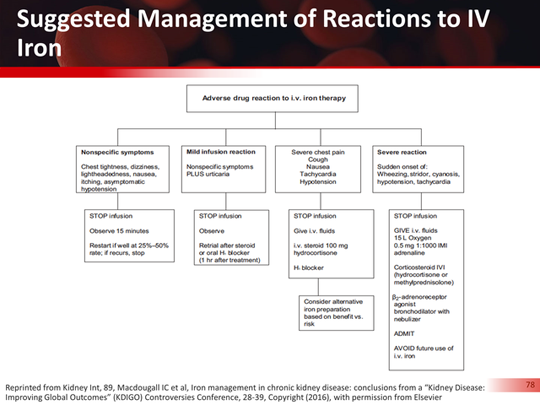 Suggested Management of Reactions to IV
Iron
Adverse drug reaction to i.v. iron therapy
Nonspecific symptoms
Chest tightness, dizziness,
lightheadedness, nausea,
itching, asymptomatic
hypotension
STOP infusion
Observe 15 minutes
Restart if well at 25%–50%
rate; if recurs, stop
Mild infusion reaction
Nonspecific symptoms
PLUS urticaria
STOP infusion
Observe
Retrial after steroid
or oral H₁ blocker
(1 hr after treatment)
Severe chest pain
Cough
Nausea
Tachycardia
Hypotension
STOP infusion
Give i.v. fluids
i.v. steroid 100 mg
hydrocortisone
H₁ blocker
Consider alternative
iron preparation
based on benefit vs.
risk
Severe reaction
Sudden onset of:
Wheezing, stridor, cyanosis,
hypotension, tachycardia
STOP infusion
GIVE i.v. fluids
15 L Oxygen
0.5 mg 1:1000 IMI
adrenaline
Corticosteroid IVI
(hydrocortisone or
methylprednisolone)
β₂-adrenoreceptor
agonist
bronchodilator with
nebulizer
ADMIT
AVOID future use of
i.v. iron
Reprinted from Kidney Int, 89, Macdougall IC et al, Iron management in chronic kidney disease: conclusions from a “Kidney Disease:
Improving Global Outcomes” (KDIGO) Controversies Conference, 28-39, Copyright (2016), with permission from Elsevier
78